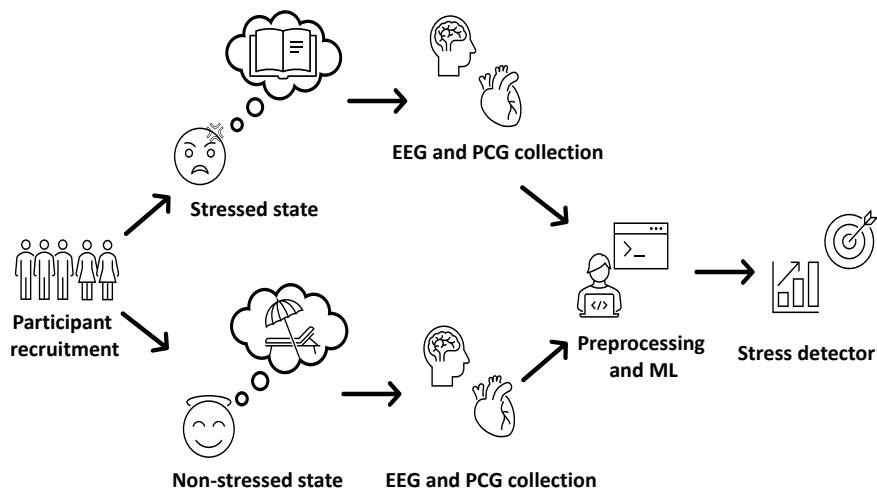 EEG and PCG collection
Stressed state
>_
Participant
recruitment
</>
Preprocessing
and ML
Stress detector
Non-stressed state
EEG and PCG collection